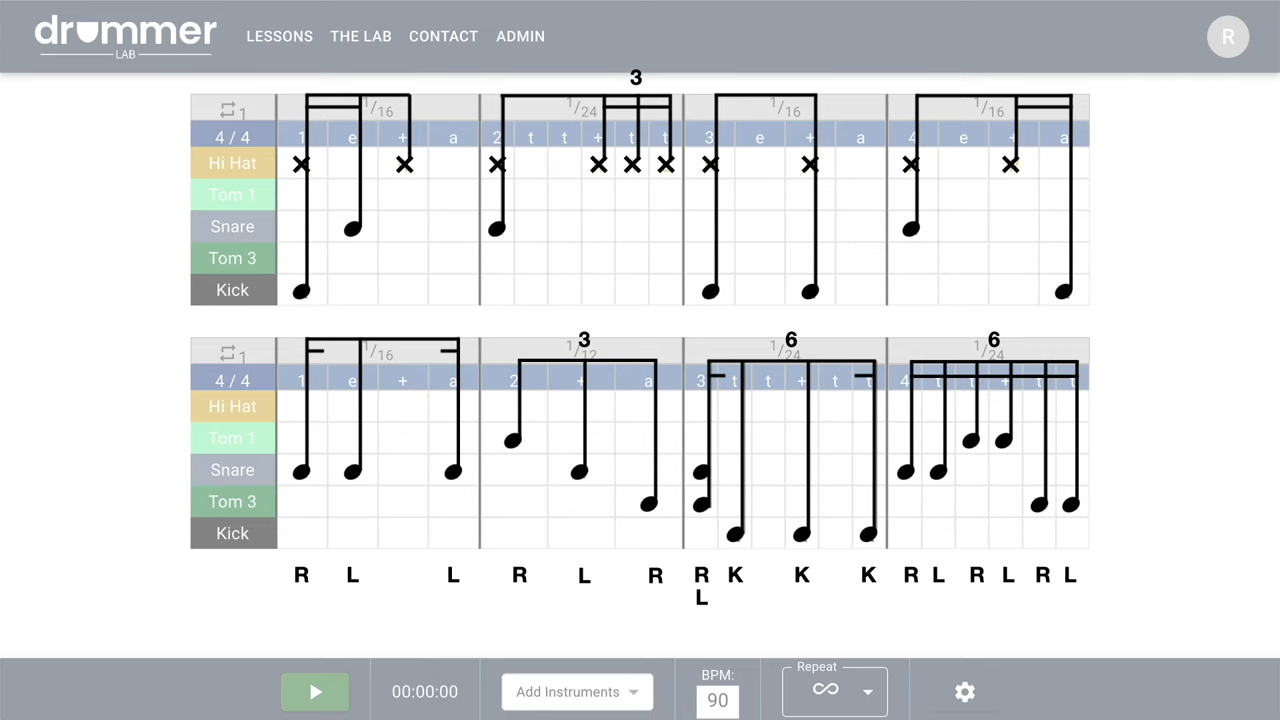 drummer
LAB
LESSONS THE LAB CONTACT ADMIN
R
3
1 1/16 1/24 1/16 1/16
4 / 4 1 e + a 2 t t + t t 3 e + a 4 e + a
Hi Hat
Tom 1
Snare
Tom 3
Kick
3 6 6
1 1/16 1/12 1/24 1/24
4 / 4 1 e + a 2 + a 3 t t + t t 4 t t + t t
Hi Hat
Tom 1
Snare
Tom 3
Kick
R L L R L R R K K K R L R L R L
L
00:00:00
Add Instruments
BPM:
90
Repeat
∞